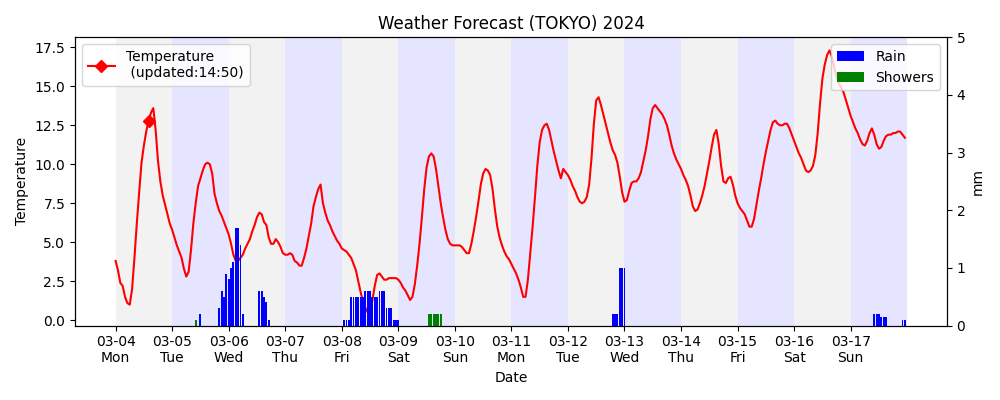 Weather Forecast (TOKYO) 2024
Temperature
(updated:14:50)
Rain
Showers
Temperature
17.5
15.0
12.5
10.0
7.5
5.0
2.5
0.0
5
4
3
2
1
0
mm
03-04 03-05 03-06 03-07 03-08 03-09 03-10 03-11 03-12 03-13 03-14 03-15 03-16 03-17
Mon Tue Wed Thu Fri Sat Sun Mon Tue Wed Thu Fri Sat Sun
Date